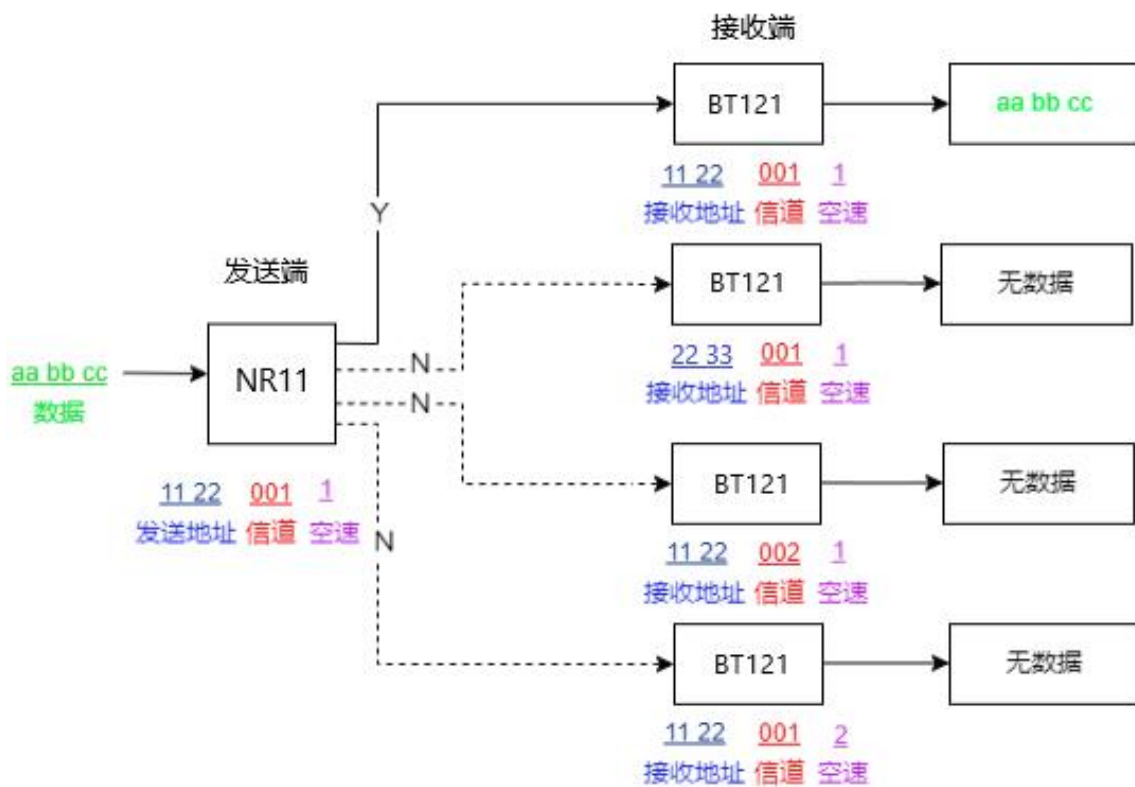 接收端
BT121
aa bb cc
11 22 001 1
接收地址 信道 空速
Y
发送端
BT121
无数据
22 33 001 1
接收地址 信道 空速
aa bb cc
数据
NR11
N
N
11 22 001 1
发送地址 信道 空速
N
BT121
无数据
11 22 002 1
接收地址 信道 空速
BT121
无数据
11 22 001 2
接收地址 信道 空速